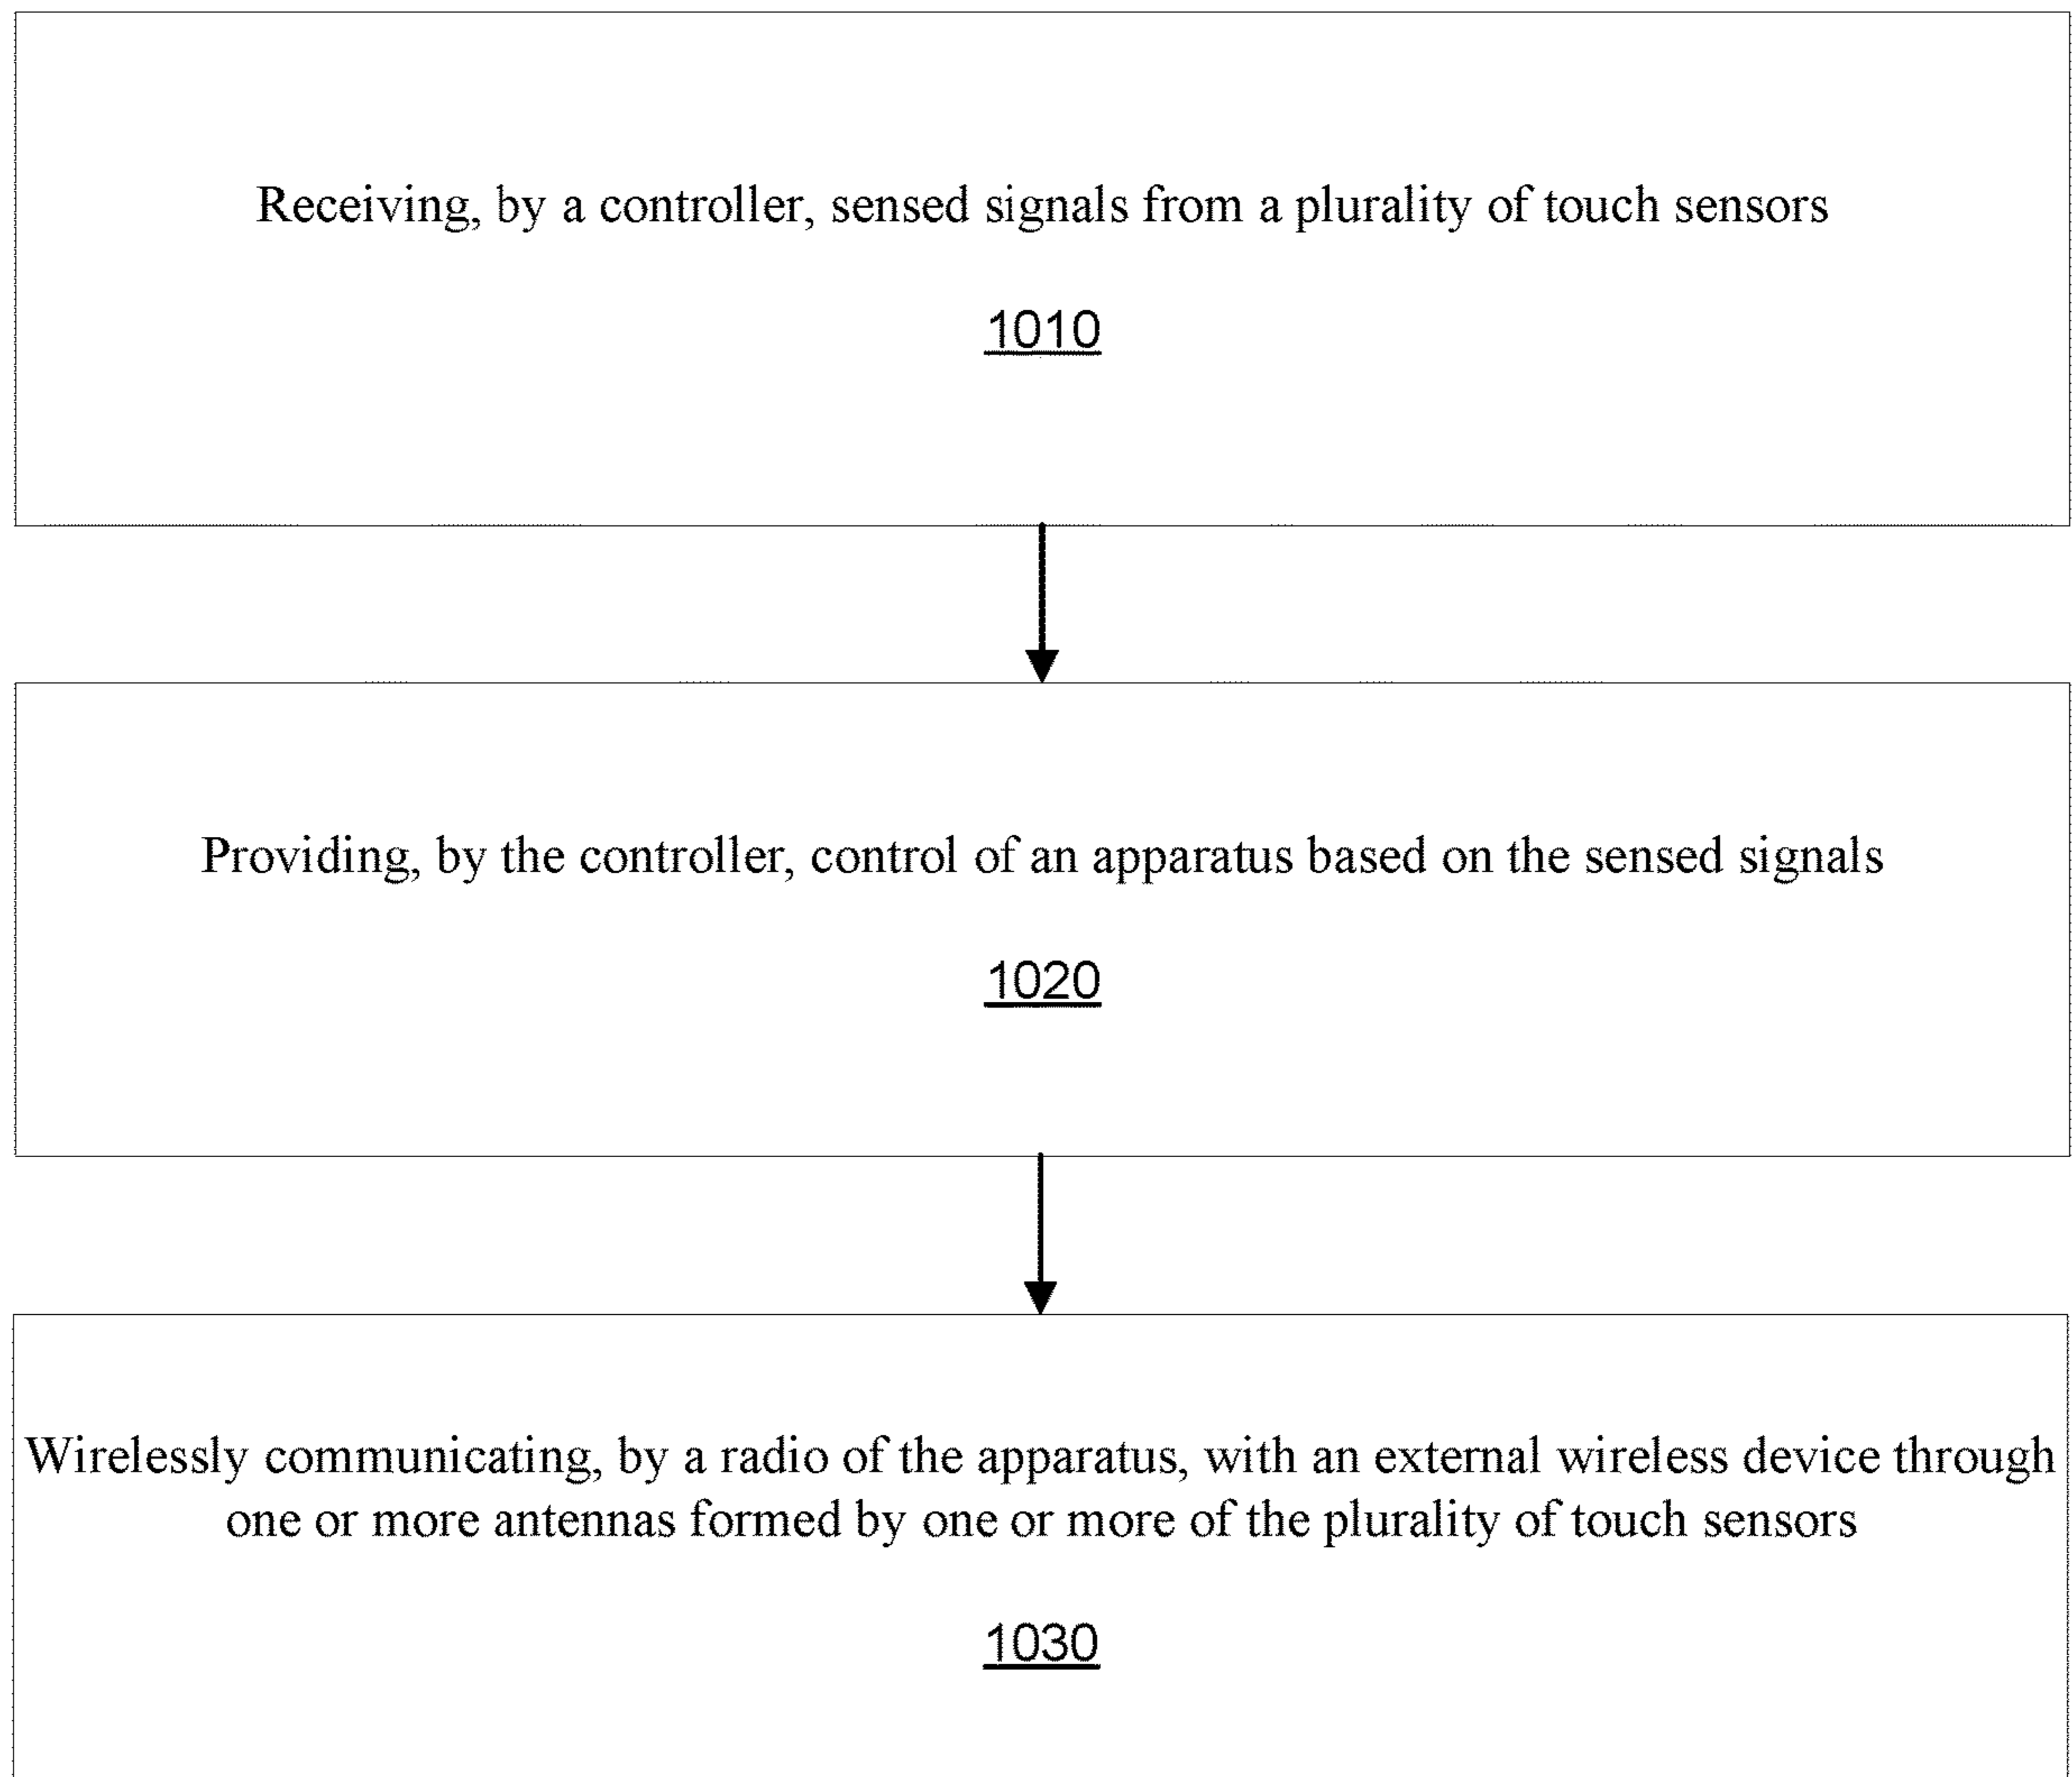 Receiving, by a controller, sensed signals from a plurality of touch sensors
1010
Providing, by the controller, control of an apparatus based on the sensed signals
1020
Wirelessly communicating, by a radio of the apparatus, with an external wireless device through
one or more antennas formed by one or more of the plurality of touch sensors
1030